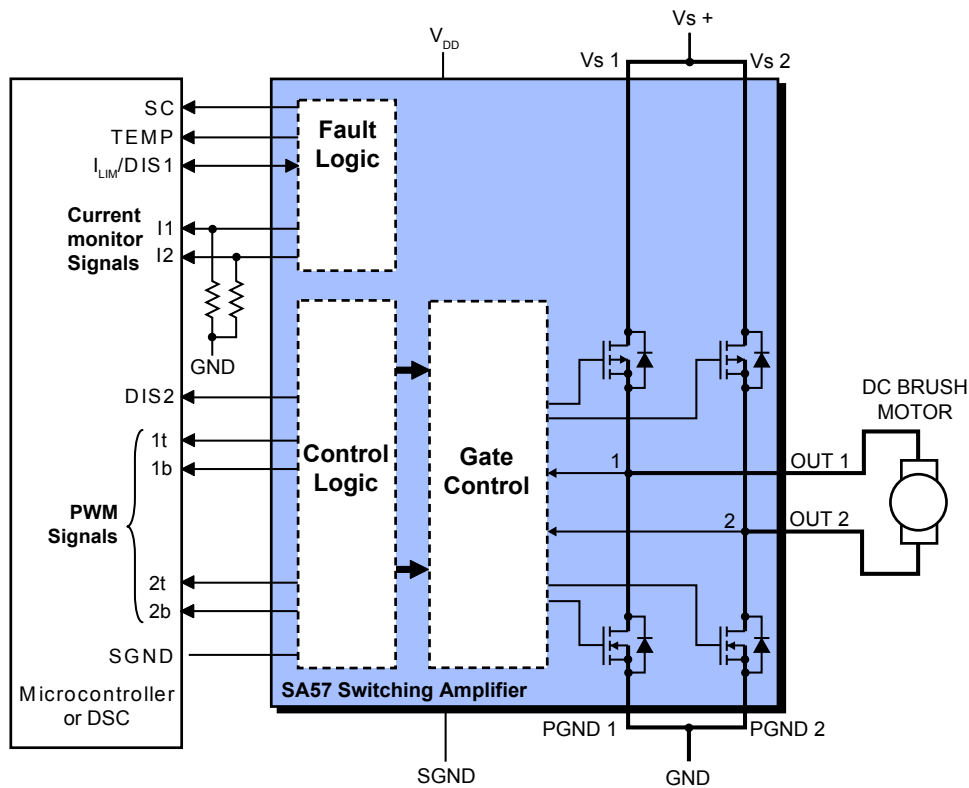 Vs +
V_DD
Vs 1
Vs 2
SC
TEMP
I_LIM/DIS1
Fault
Logic
Current
monitor
Signals
I1
I2
GND
DIS2
1t
1b
PWM
Signals
2t
2b
SGND
Microcontroller
or DSC
Control
Logic
Gate
Control
1
2
OUT 1
OUT 2
DC BRUSH
MOTOR
SA57 Switching Amplifier
PGND 1
PGND 2
SGND
GND